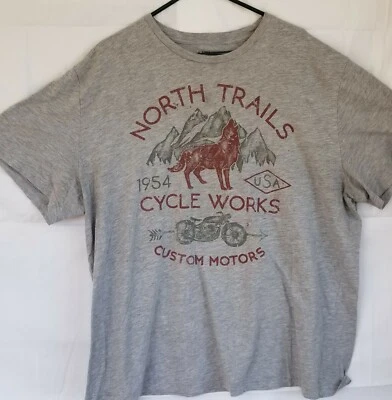 NORTH TRAILS
1954
USA
CYCLE WORKS
CUSTOM MOTORS